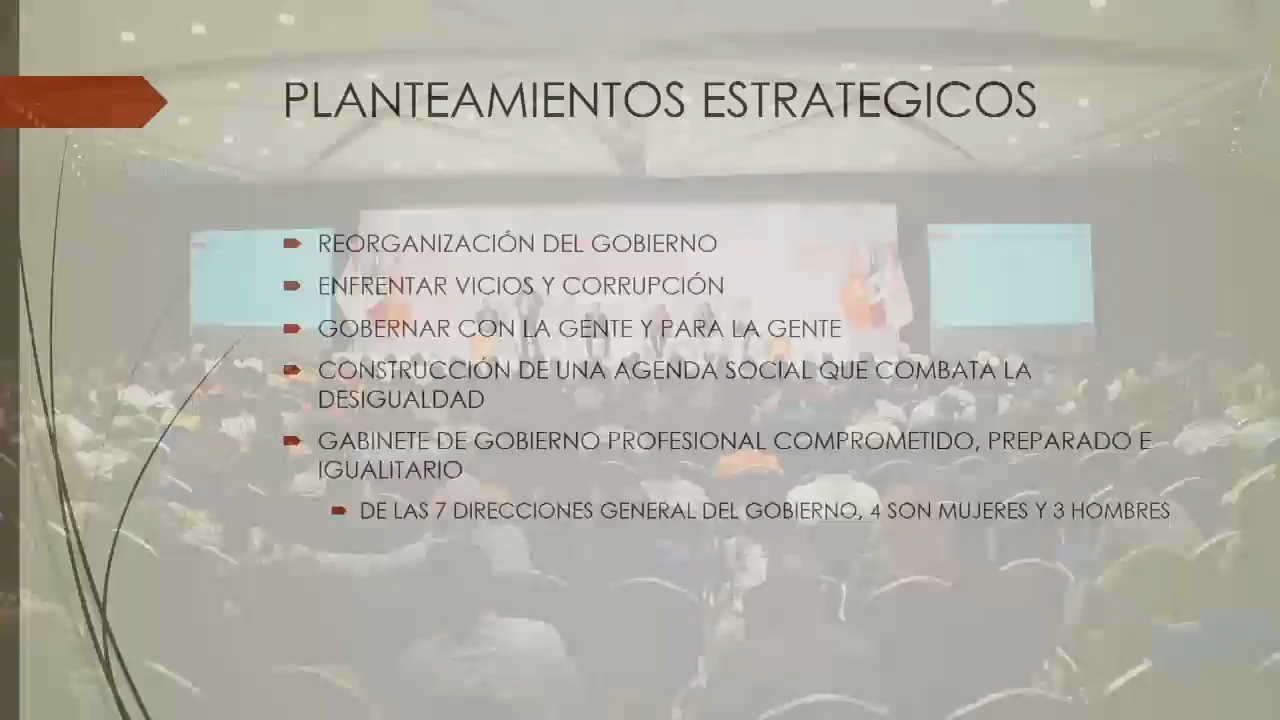 PLANTEAMIENTOS ESTRATEGICOS
REORGANIZACIÓN DEL GOBIERNO
ENFRENTAR VICIOS Y CORRUPCIÓN
GOBERNAR CON LA GENTE Y PARA LA GENTE
CONSTRUCCIÓN DE UNA AGENDA SOCIAL QUE COMBATA LA
DESIGUALDAD
GABINETE DE GOBIERNO PROFESIONAL COMPROMETIDO, PREPARADO E
IGUALITARIO
DE LAS 7 DIRECCIONES GENERAL DEL GOBIERNO, 4 SON MUJERES Y 3 HOMBRES